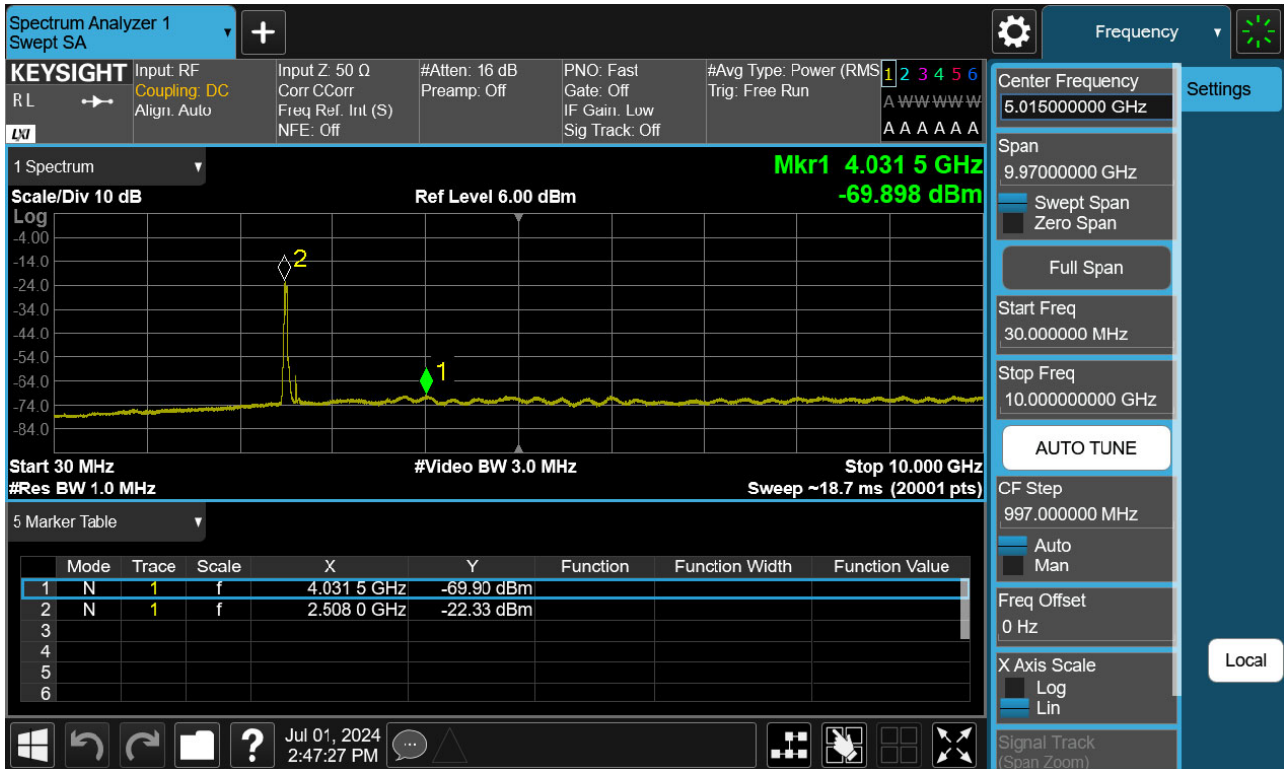 Spectrum Analyzer 1
Swept SA
+
Frequency
KEYSIGHT
RL
LXI
Input: RF
Coupling: DC
Align: Auto
Input Z: 50 Ω
Corr CCorr
Freq Ref: Int (S)
NFE: Off
#Atten: 16 dB
Preamp: Off
PNO: Fast
Gate: Off
IF Gain: Low
Sig Track: Off
#Avg Type: Power (RMS
Trig: Free Run
1 2 3 4 5 6
A W W W W W
A A A A A A
1 Spectrum
Mkr1 4.031 5 GHz
Scale/Div 10 dB
Ref Level 6.00 dBm
-69.898 dBm
Log
-4.00
-14.0
-24.0
-34.0
-44.0
-54.0
-64.0
-74.0
-84.0
2
1
Start 30 MHz
#Video BW 3.0 MHz
Stop 10.000 GHz
#Res BW 1.0 MHz
Sweep ~18.7 ms (20001 pts)
5 Marker Table
Mode Trace Scale X Y Function Function Width Function Value
1 N 1 f 4.031 5 GHz -69.90 dBm
2 N 1 f 2.508 0 GHz -22.33 dBm
3
4
5
6
?
Jul 01, 2024
2:47:27 PM
Center Frequency
5.015000000 GHz
Settings
Span
9.97000000 GHz
Swept Span
Zero Span
Full Span
Start Freq
30.000000 MHz
Stop Freq
10.000000000 GHz
AUTO TUNE
CF Step
997.000000 MHz
Auto
Man
Freq Offset
0 Hz
X Axis Scale
Log
Lin
Local
Signal Track
(Span Zoom)